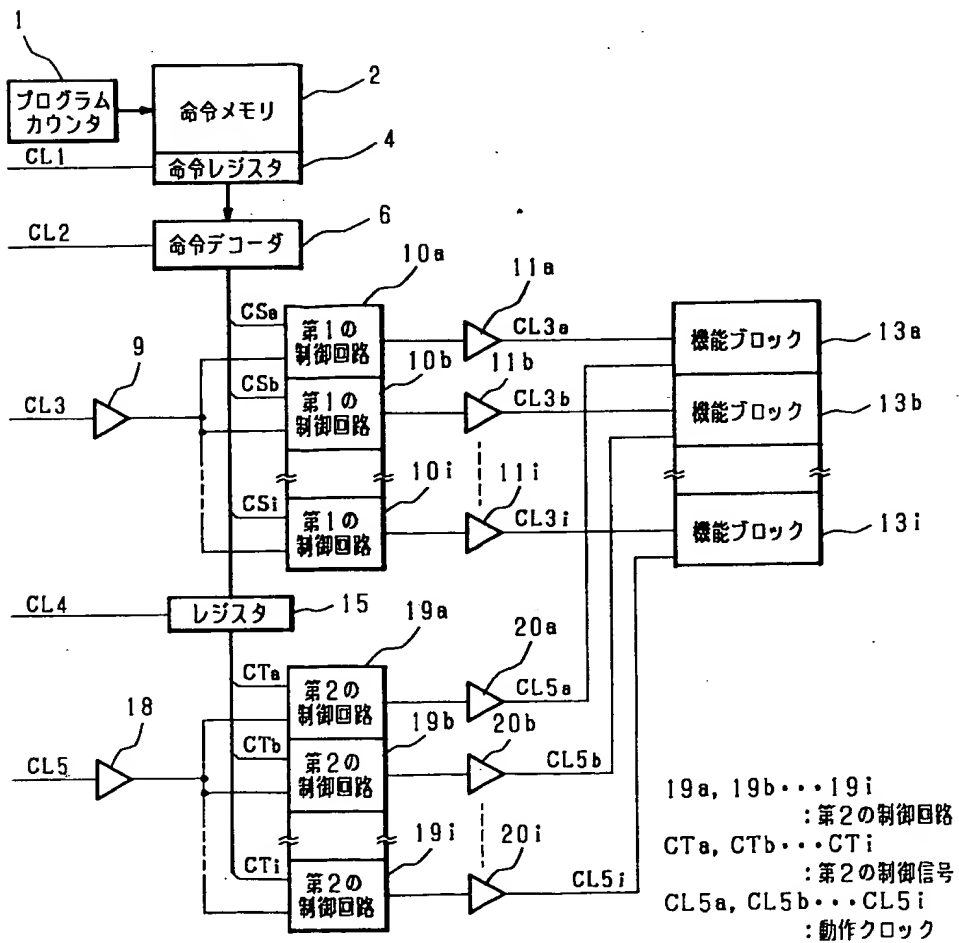 1
プログラム
カウンタ
命令メモリ
2
CL1
命令レジスタ
4
CL2
命令デコーダ
6
10a
11a
CSa
第1の
制御回路
CL3a
機能ブロック
13a
9
CSb
10b
11b
CL3
第1の
制御回路
CL3b
機能ブロック
13b
10i
11i
CSi
第1の
制御回路
CL3i
機能ブロック
13i
CL4
レジスタ
15
19a
20a
CTa
第2の
制御回路
CL5a
18
CTb
19b
20b
CL5
第2の
制御回路
CL5b
19i
20i
CTi
第2の
制御回路
CL5i
19a, 19b・・・19i
:第2の制御回路
CTa, CTb・・・CTi
:第2の制御信号
CL5a, CL5b・・・CL5i
:動作クロック